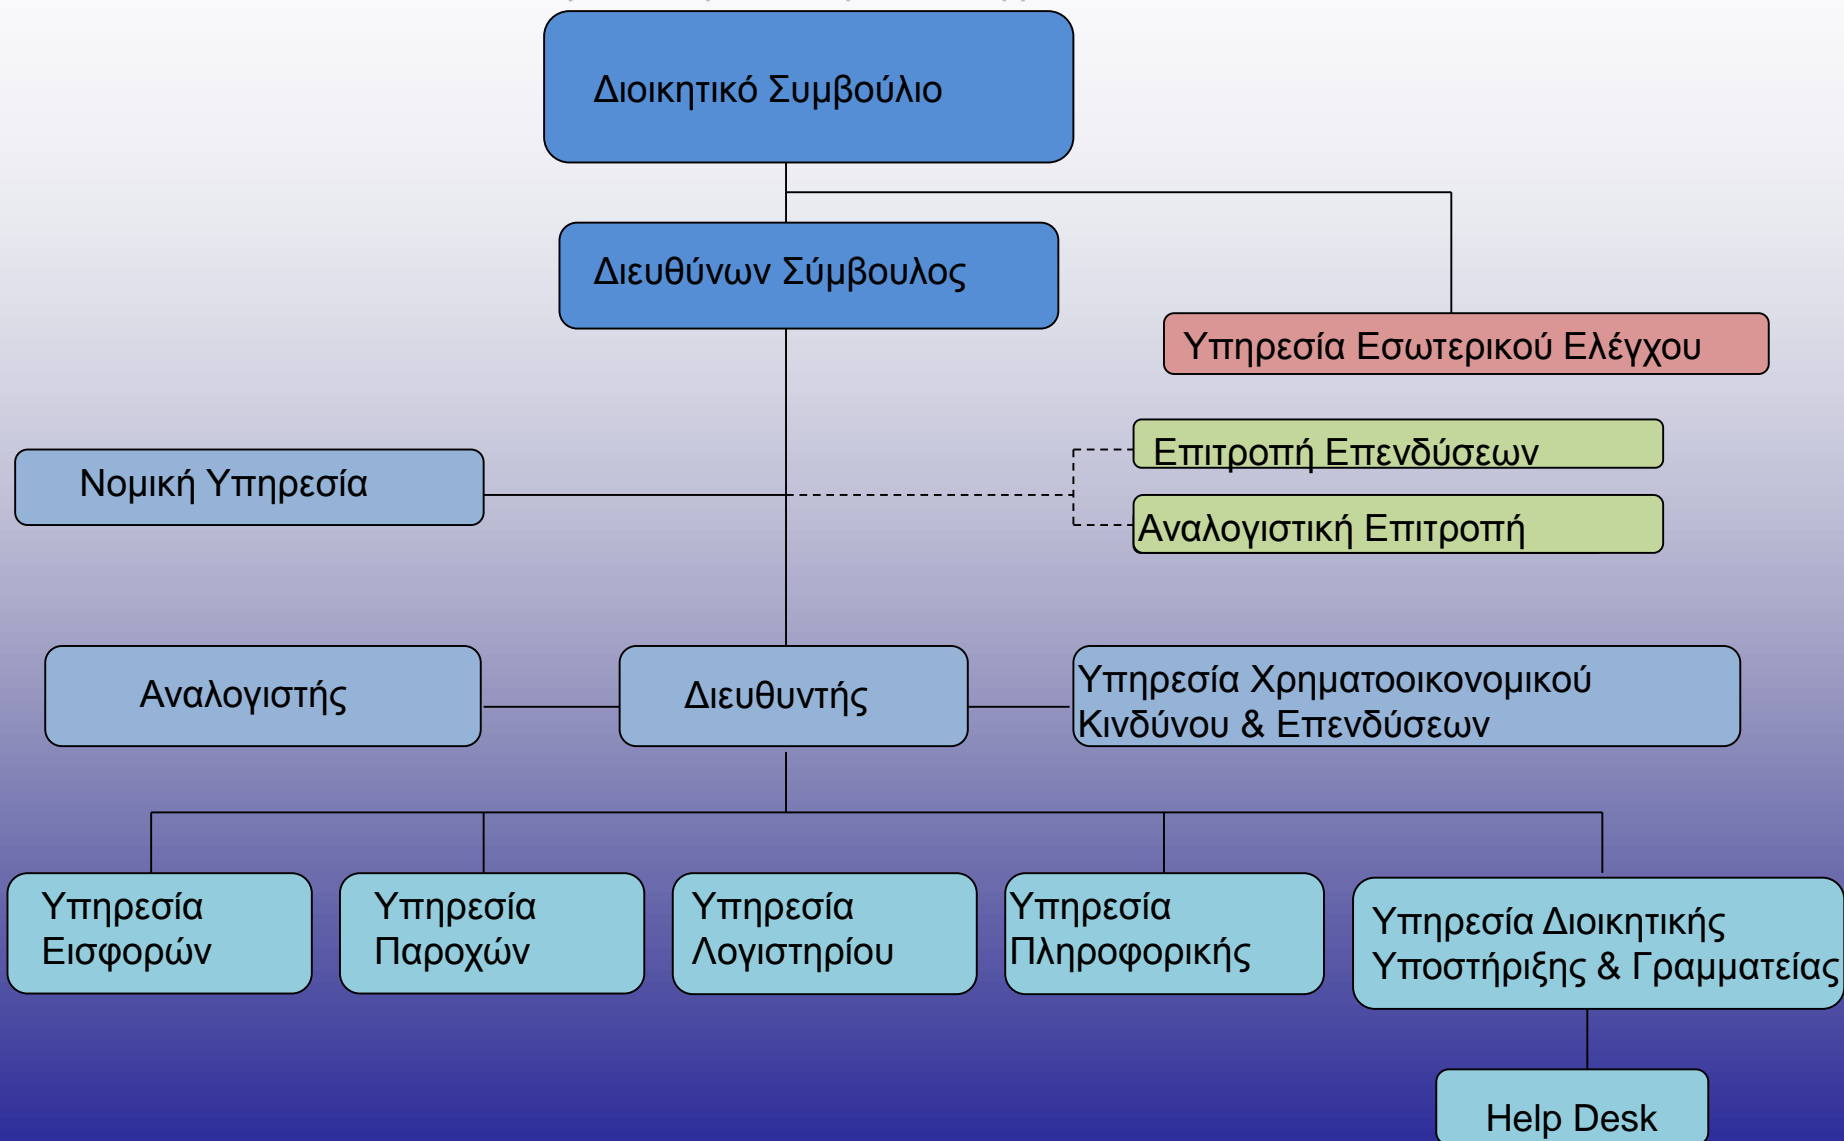 Διοικητικό Συμβούλιο
Διευθύνων Σύμβουλος
Υπηρεσία Εσωτερικού Ελέγχου
Επιτροπή Επενδύσεων
Νομική Υπηρεσία
Αναλογιστική Επιτροπή
Αναλογιστής
Διευθυντής
Υπηρεσία Χρηματοοικονομικού
Κινδύνου & Επενδύσεων
Υπηρεσία
Εισφορών
Υπηρεσία
Παροχών
Υπηρεσία
Λογιστηρίου
Υπηρεσία
Πληροφορικής
Υπηρεσία Διοικητικής
Υποστήριξης & Γραμματείας
Help Desk